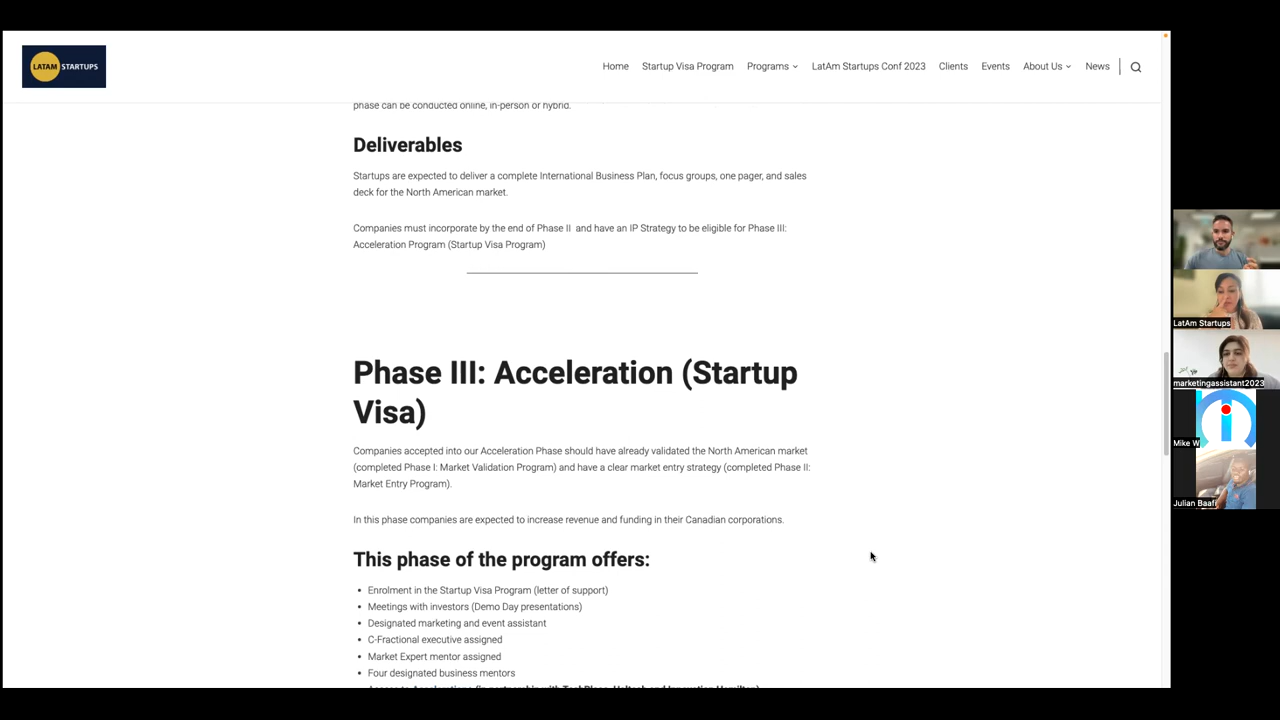 LATAM STARTUPS
Home Startup Visa Program Programs LatAm Startups Conf 2023 Clients Events About Us News
phase can be conducted online, in-person or hybrid.
Deliverables
Startups are expected to deliver a complete International Business Plan, focus groups, one pager, and sales
deck for the North American market.
Companies must incorporate by the end of Phase II and have an IP Strategy to be eligible for Phase III:
Acceleration Program (Startup Visa Program)
Phase III: Acceleration (Startup
Visa)
Companies accepted into our Acceleration Phase should have already validated the North American market
(completed Phase I: Market Validation Program) and have a clear market entry strategy (completed Phase II:
Market Entry Program).
In this phase companies are expected to increase revenue and funding in their Canadian corporations.
This phase of the program offers:
• Enrolment in the Startup Visa Program (letter of support)
• Meetings with investors (Demo Day presentations)
• Designated marketing and event assistant
• C-Fractional executive assigned
• Market Expert mentor assigned
• Four designated business mentors
LatAm Startups
marketingassistant2023
Mike W
Julian Baafi